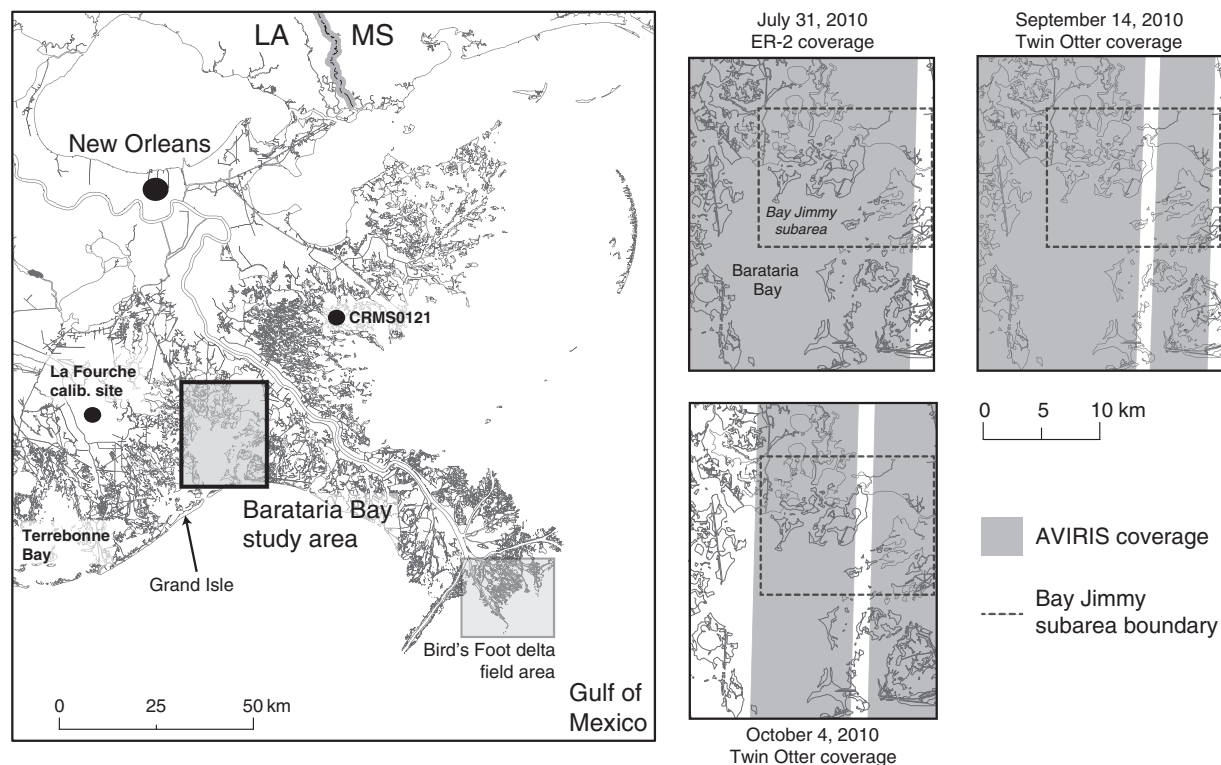 LA MS
New Orleans
CRMS0121
La Fourche
calib. site
Barataria Bay
study area
Terrebonne
Bay
Grand Isle
Bird's Foot delta
field area
Gulf of
Mexico
0 25 50 km
July 31, 2010
ER-2 coverage
Bay Jimmy
subarea
Barataria
Bay
September 14, 2010
Twin Otter coverage
October 4, 2010
Twin Otter coverage
0 5 10 km
AVIRIS coverage
Bay Jimmy
subarea boundary